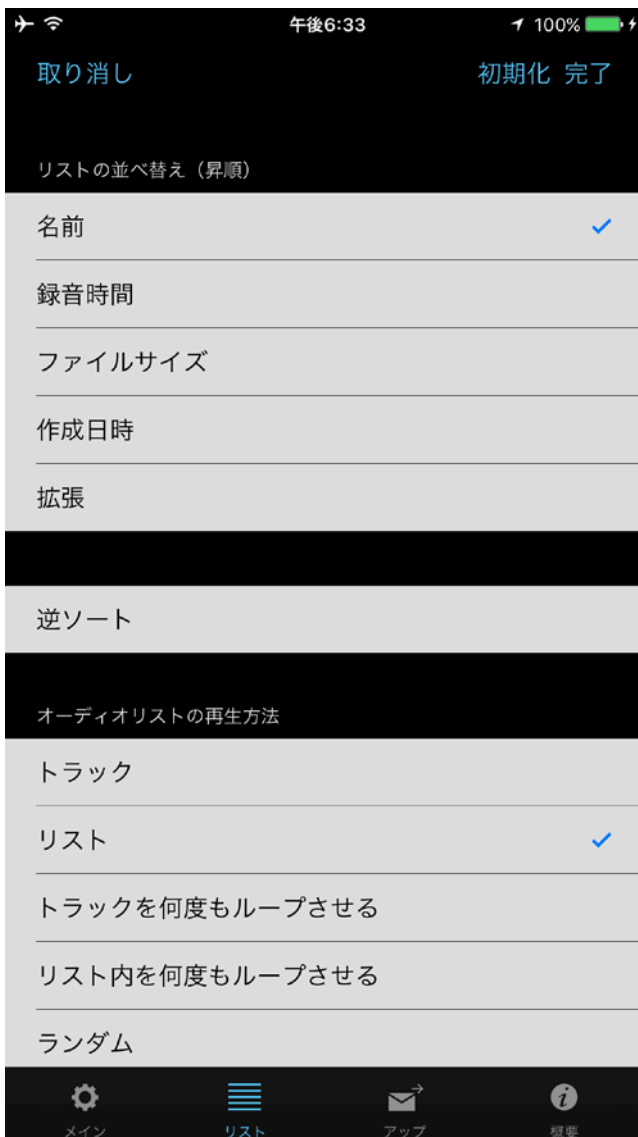 午後6:33
100%
取り消し
初期化 完了
リストの並べ替え（昇順）
名前
録音時間
ファイルサイズ
作成日時
拡張
逆ソート
オーディオリストの再生方法
トラック
リスト
トラックを何度もループさせる
リスト内を何度もループさせる
ランダム
メイン
リスト
アップ
概要